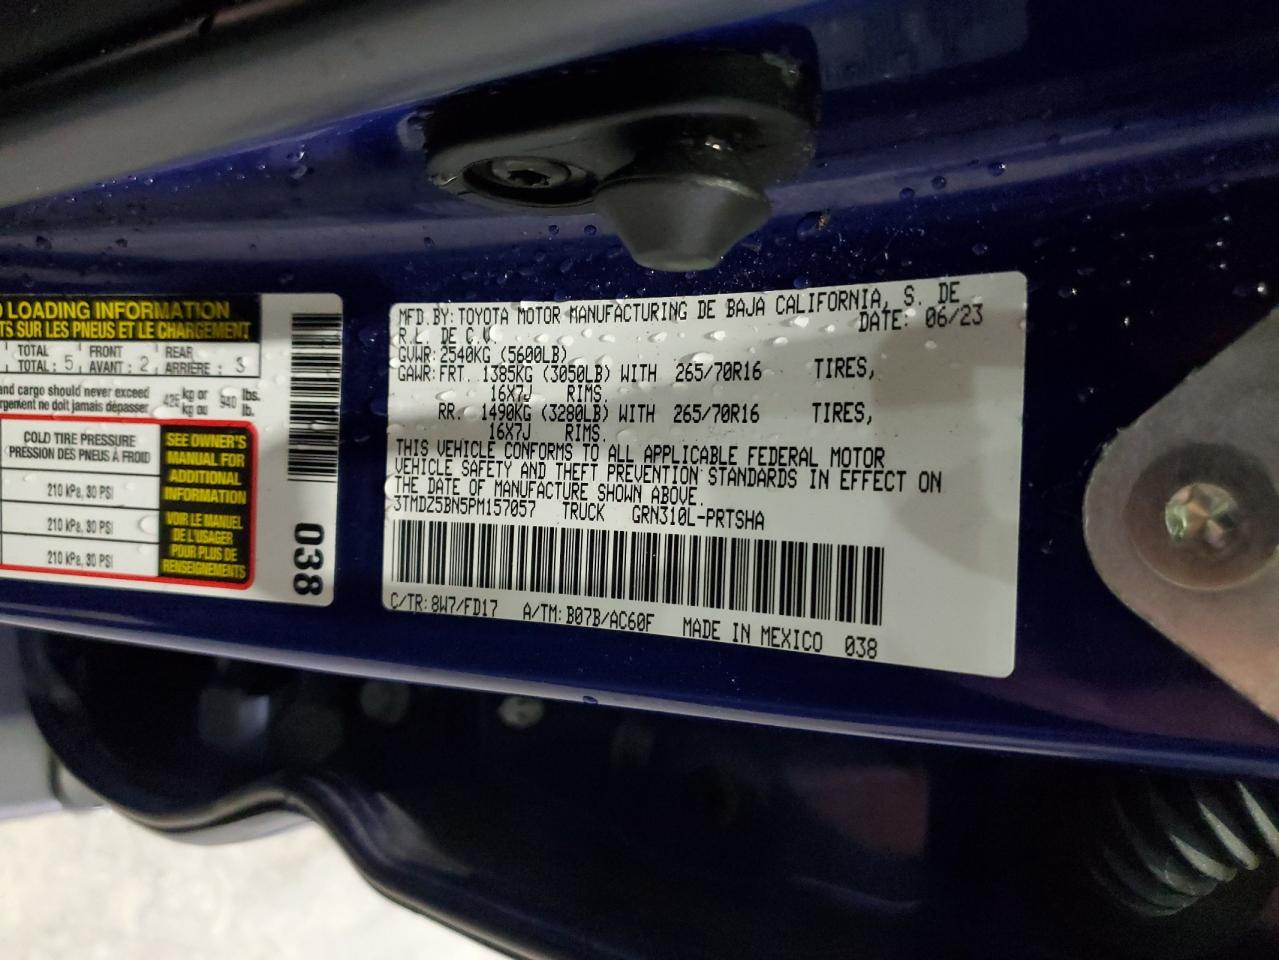 LOADING INFORMATION
TS SUR LES PNEUS ET LE CHARGEMENT
TOTAL FRONT REAR
TOTAL : 5 AVANT : 2 ARRIÈRE : 3
and cargo should never exceed 425 kg or 940 lbs.
rgement ne doit jamais dépasser kg ou lb.
COLD TIRE PRESSURE
PRESSION DES PNEUS À FROID
210 kPa, 30 PSI
210 kPa, 30 PSI
210 kPa, 30 PSI
SEE OWNER'S
MANUAL FOR
ADDITIONAL
INFORMATION
VOIR LE MANUEL
DE L'USAGER
POUR PLUS DE
RENSEIGNEMENTS
038
MFD. BY: TOYOTA MOTOR MANUFACTURING DE BAJA CALIFORNIA, S. DE
R.L. DE C.V. DATE: 06/23
GVWR: 2540KG (5600LB)
GAWR: FRT. 1385KG (3050LB) WITH 265/70R16 TIRES,
16X7J RIMS.
RR. 1490KG (3280LB) WITH 265/70R16 TIRES,
16X7J RIMS.
THIS VEHICLE CONFORMS TO ALL APPLICABLE FEDERAL MOTOR
VEHICLE SAFETY AND THEFT PREVENTION STANDARDS IN EFFECT ON
THE DATE OF MANUFACTURE SHOWN ABOVE.
3TMDZ5BN5PM157057 TRUCK GRN310L-PRTSHA
C/TR: 8W7/FD17 A/TM: B07B/AC60F MADE IN MEXICO 038